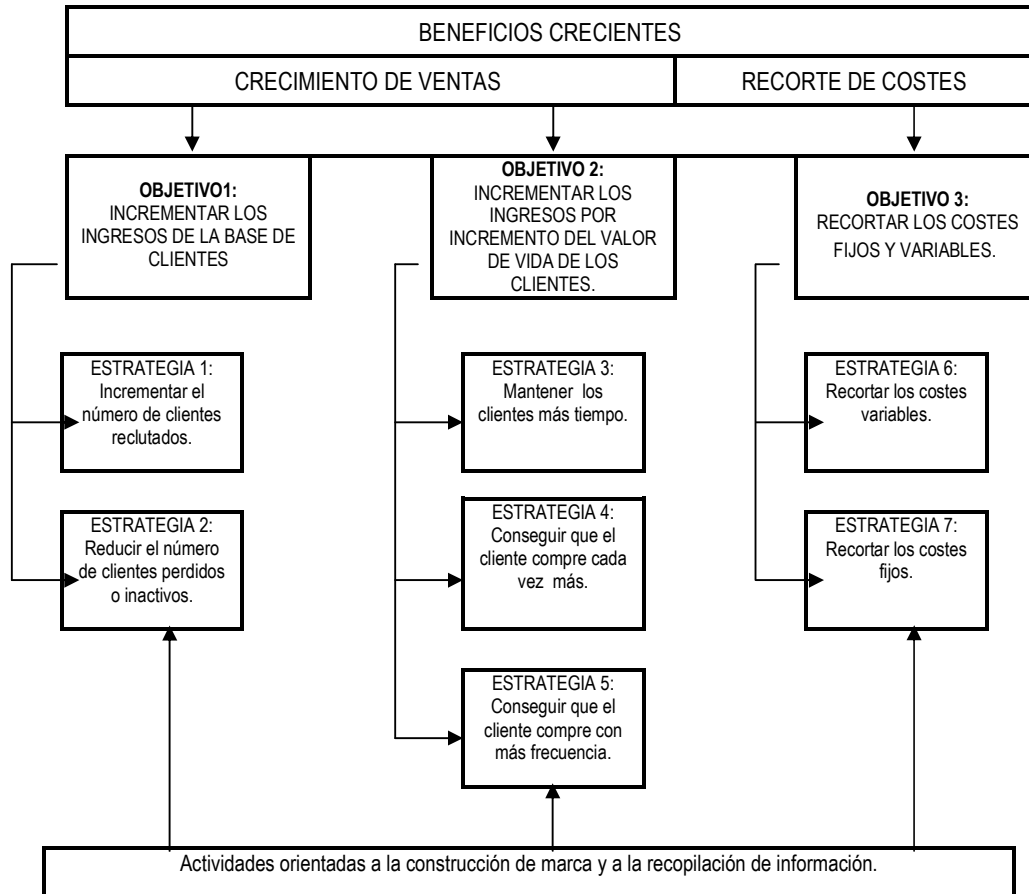 BENEFICIOS CRECIENTES
CRECIMIENTO DE VENTAS
RECORTE DE COSTES
OBJETIVO1:
INCREMENTAR LOS
INGRESOS DE LA BASE DE
CLIENTES
OBJETIVO 2:
INCREMENTAR LOS
INGRESOS POR
INCREMENTO DEL VALOR
DE VIDA DE LOS
CLIENTES.
OBJETIVO 3:
RECORTAR LOS COSTES
FIJOS Y VARIABLES.
ESTRATEGIA 1:
Incrementar el
número de clientes
reclutados.
ESTRATEGIA 3:
Mantener los
clientes más tiempo.
ESTRATEGIA 6:
Recortar los costes
variables.
ESTRATEGIA 2:
Reducir el número
de clientes perdidos
o inactivos.
ESTRATEGIA 4:
Conseguir que el
cliente compre cada
vez más.
ESTRATEGIA 7:
Recortar los costes
fijos.
ESTRATEGIA 5:
Conseguir que el
cliente compre con
más frecuencia.
Actividades orientadas a la construcción de marca y a la recopilación de información.